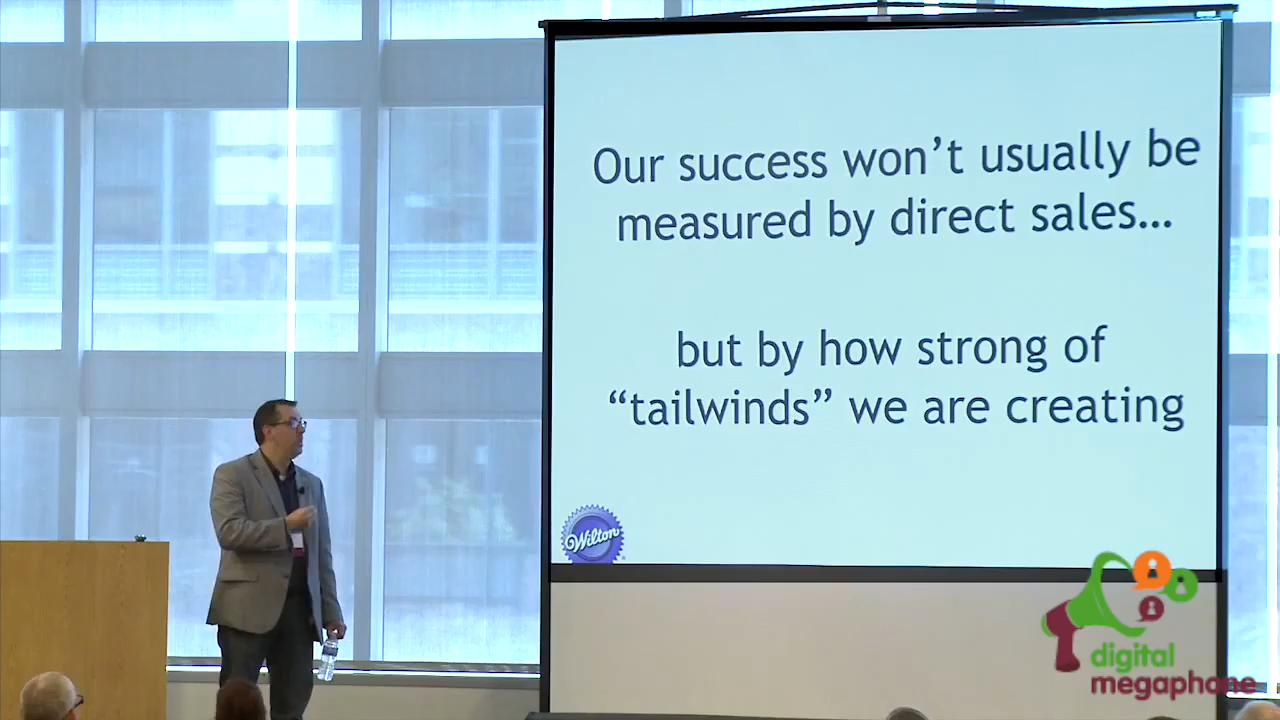 Our success won’t usually be
measured by direct sales…
but by how strong of
“tailwinds” we are creating
Wilton
digital
megaphone